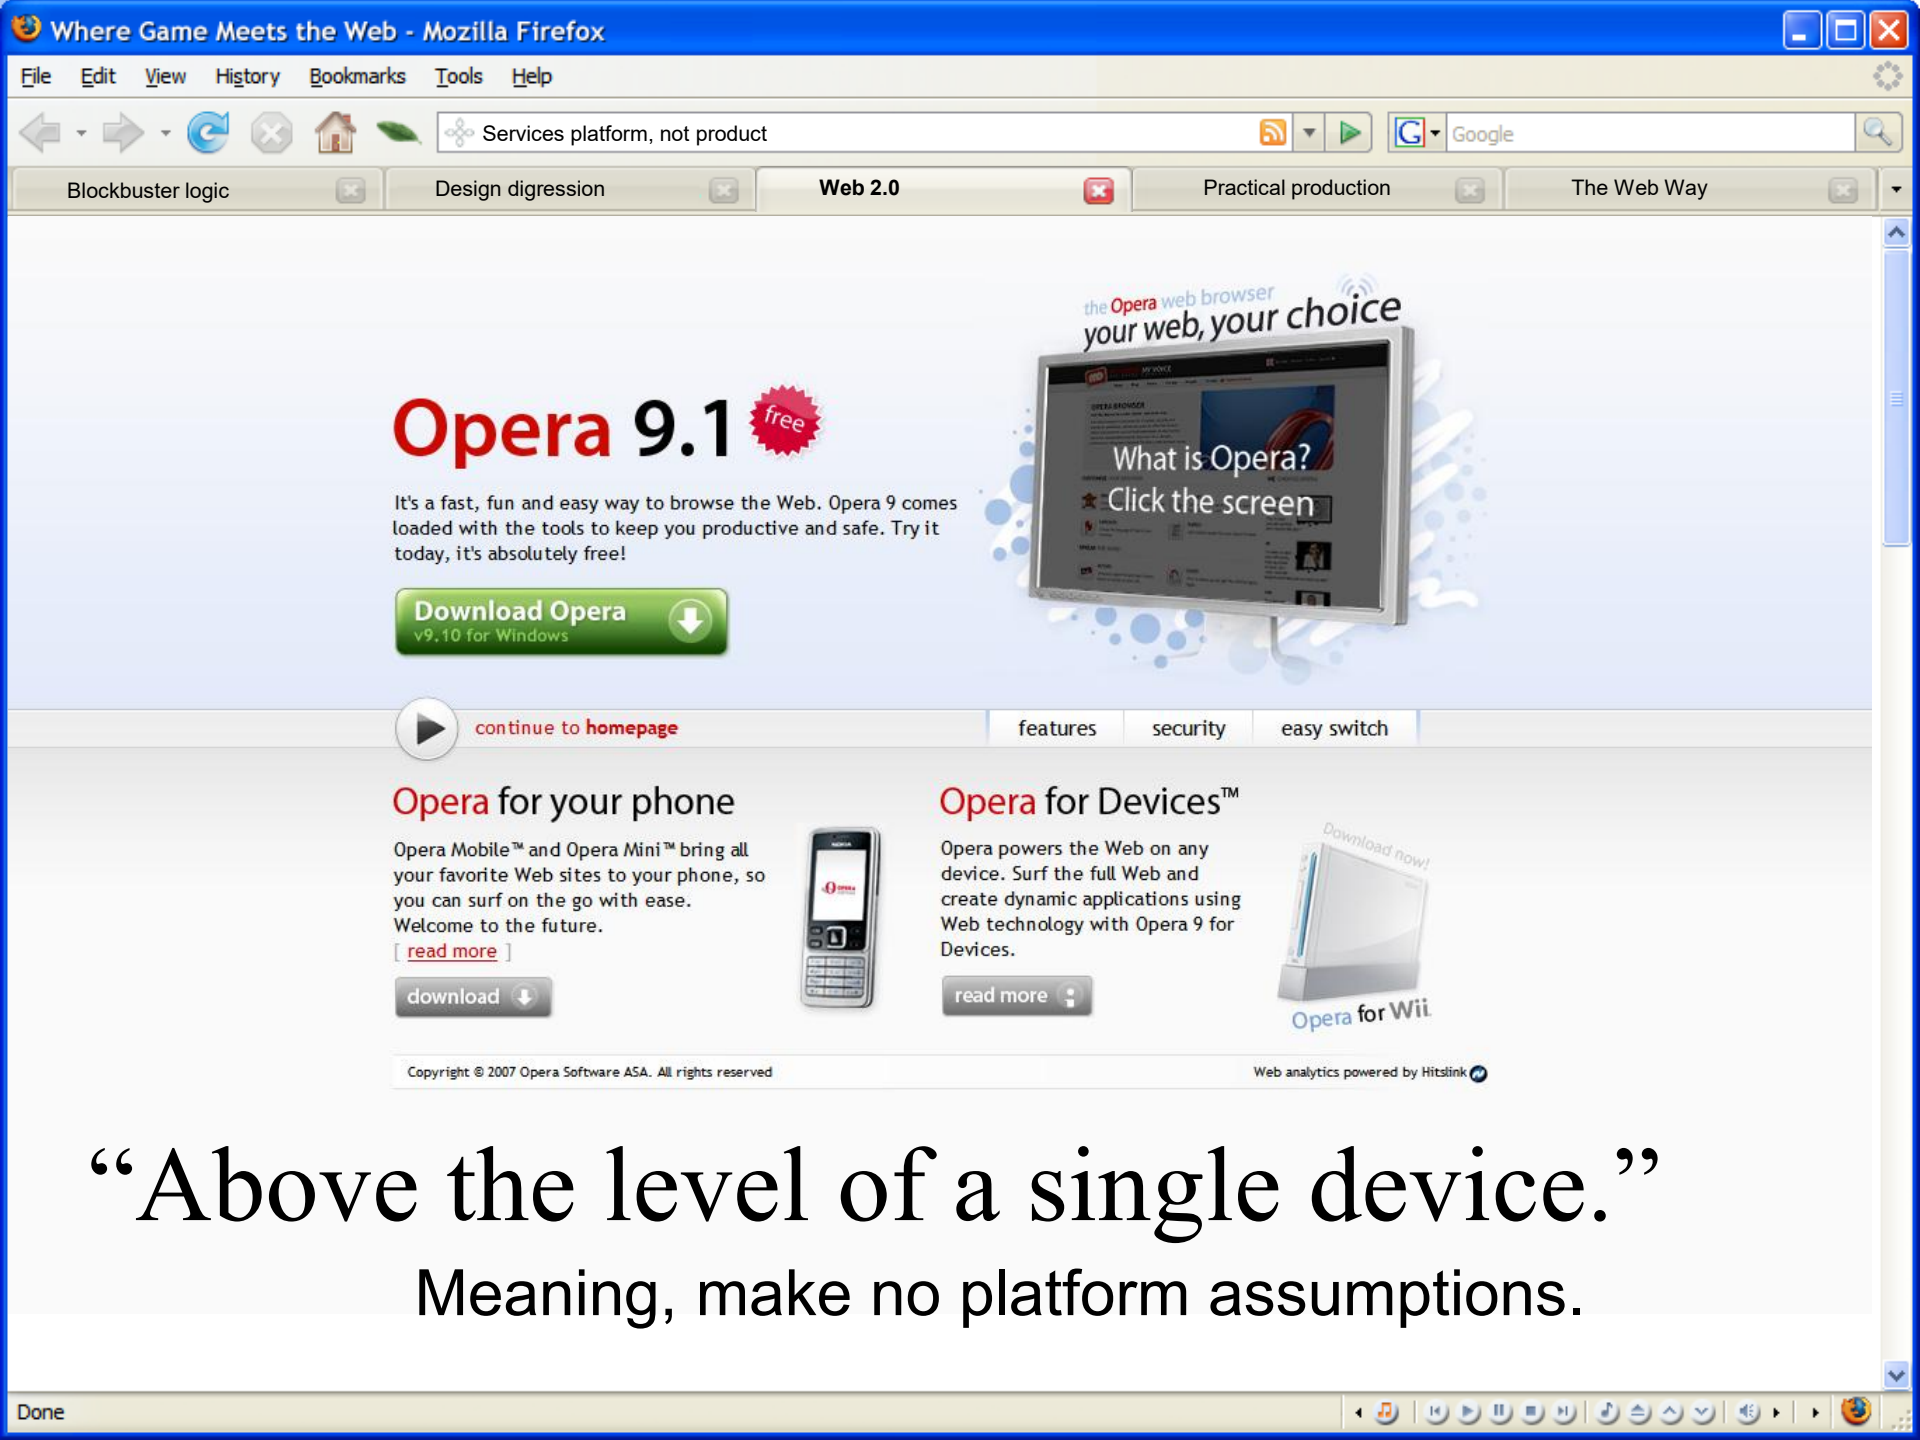 Where Game Meets the Web - Mozilla Firefox
File Edit View History Bookmarks Tools Help
Services platform, not product
G Google
Blockbuster logic
Design digression
Web 2.0
Practical production
The Web Way
the Opera web browser
your web, your choice
MY VOICE
OPERA BROWSER
What is Opera?
Click the screen
Opera 9.1 free
It's a fast, fun and easy way to browse the Web. Opera 9 comes
loaded with the tools to keep you productive and safe. Try it
today, it's absolutely free!
Download Opera
v9.10 for Windows
continue to homepage
features security easy switch
Opera for your phone
Opera Mobile™ and Opera Mini™ bring all
your favorite Web sites to your phone, so
you can surf on the go with ease.
Welcome to the future.
[ read more ]
download
NOKIA
OPERA
Opera for Devices™
Opera powers the Web on any
device. Surf the full Web and
create dynamic applications using
Web technology with Opera 9 for
Devices.
read more
Download now!
Opera for Wii.
Copyright © 2007 Opera Software ASA. All rights reserved
Web analytics powered by Hitslink
“Above the level of a single device.”
Meaning, make no platform assumptions.
Done